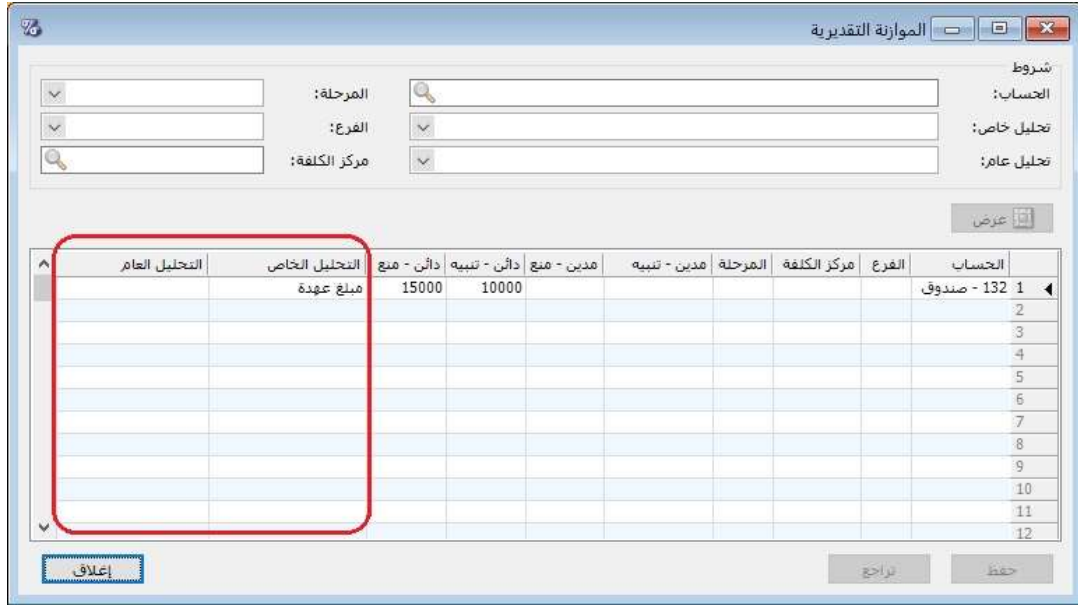 الموازنة التقديرية
شروط
الحساب: المرحلة:
تحليل خاص: الفرع:
تحليل عام: مركز الكلفة:
عرض
الحساب الفرع مركز الكلفة المرحلة مدين - تنبيه مدين - منع دائن - تنبيه دائن - منع التحليل الخاص التحليل العام
1 132 - صندوق 10000 15000 مبلغ عهدة
2
3
4
5
6
7
8
9
10
11
12
حفظ تراجع إغلاق